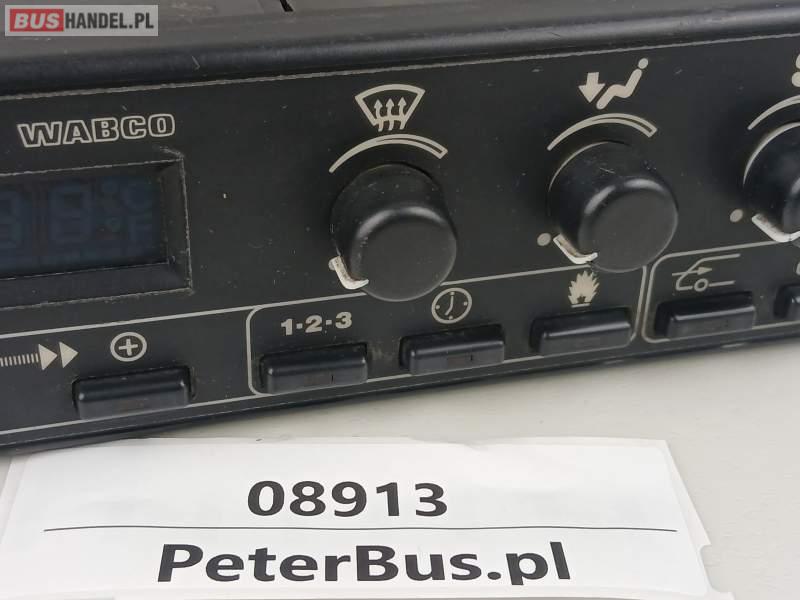 BUSHANDEL.PL
WABCO
°C
°F
1·2·3
08913
PeterBus.pl